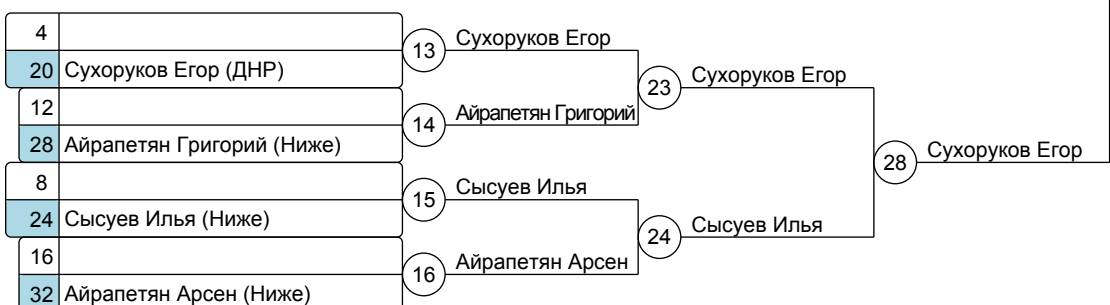 4
20 Сухоруков Егор (ДНР)
13 Сухоруков Егор
12
28 Айрапетян Григорий (Ниже)
14 Айрапетян Григорий
23 Сухоруков Егор
8
24 Сысуев Илья (Ниже)
15 Сысуев Илья
16
32 Айрапетян Арсен (Ниже)
16 Айрапетян Арсен
24 Сысуев Илья
28 Сухоруков Егор